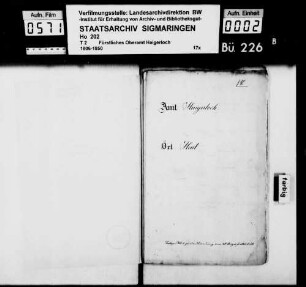 Aufn. Film
0571
Verfilmungsstelle: Landesarchivdirektion BW
-Institut für Erhaltung von Archiv- und Bibliotheksgut-
STAATSARCHIV SIGMARINGEN
Ho 202
T 2 Fürstliches Oberamt Haigerloch
1806-1850 17x
Aufn. Einheit
0002
Bü 226
B
Amt Haigerloch
Ort
farbig